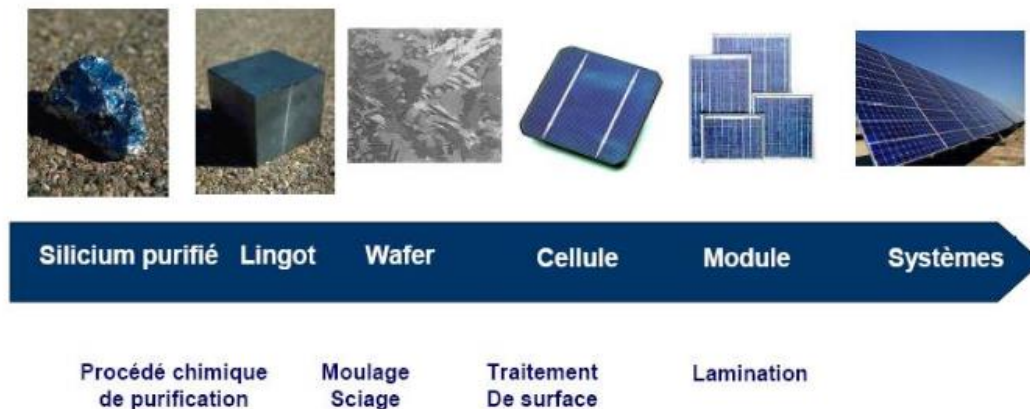 Silicium purifié Lingot Wafer Cellule Module Systèmes
Procédé chimique de purification
Moulage Sciage
Traitement De surface
Lamination